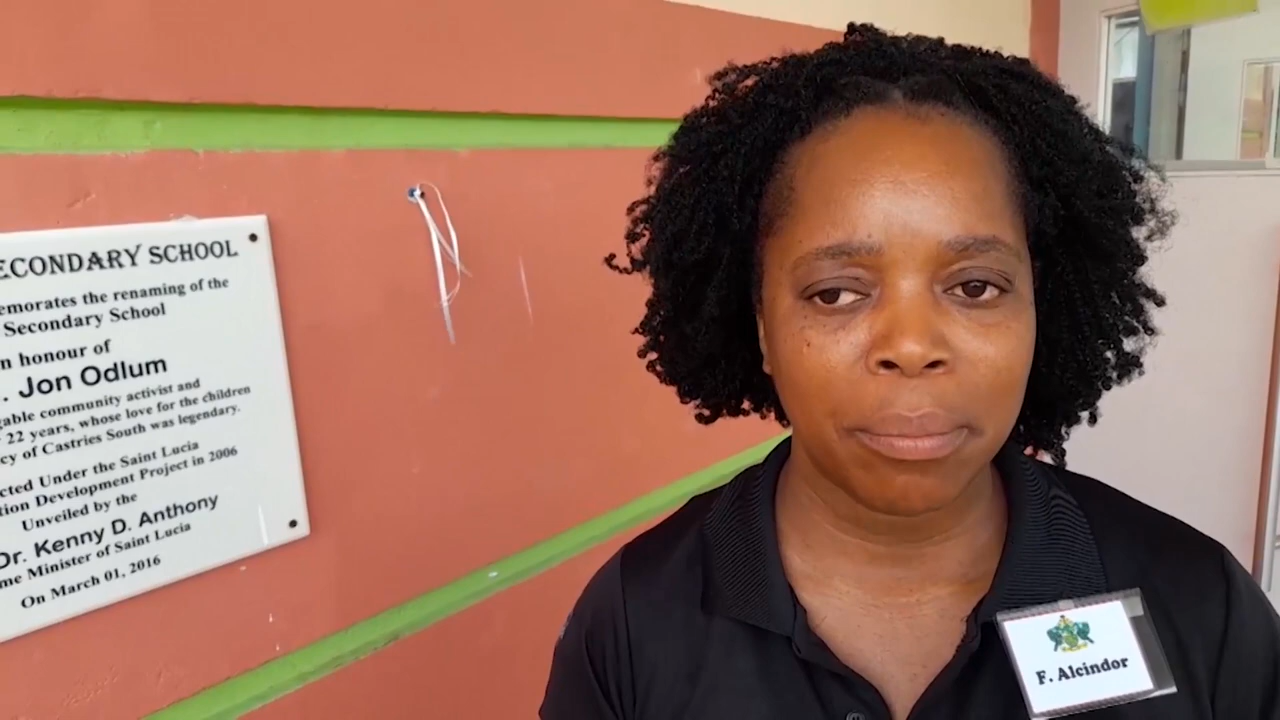 ECONDARY SCHOOL
emorates the renaming of the
Secondary School
n honour of
. Jon Odlum
gable community activist and
22 years, whose love for the children
cy of Castries South was legendary.
cted Under the Saint Lucia
tion Development Project in 2006
Unveiled by the
Dr. Kenny D. Anthony
me Minister of Saint Lucia
On March 01, 2016
F. Alcindor